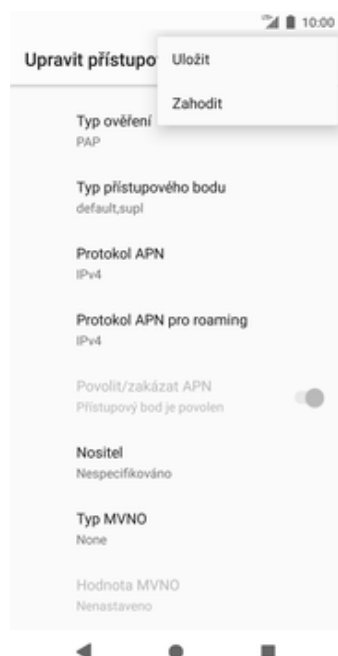 10:00
Upravit přístupo
Uložit
Zahodit
Typ ověření
PAP
Typ přístupového bodu
default,supl
Protokol APN
IPv4
Protokol APN pro roaming
IPv4
Povolit/zakázat APN
Přístupový bod je povolen
Nositel
Nespecifikováno
Typ MVNO
None
Hodnota MVNO
Nenastaveno